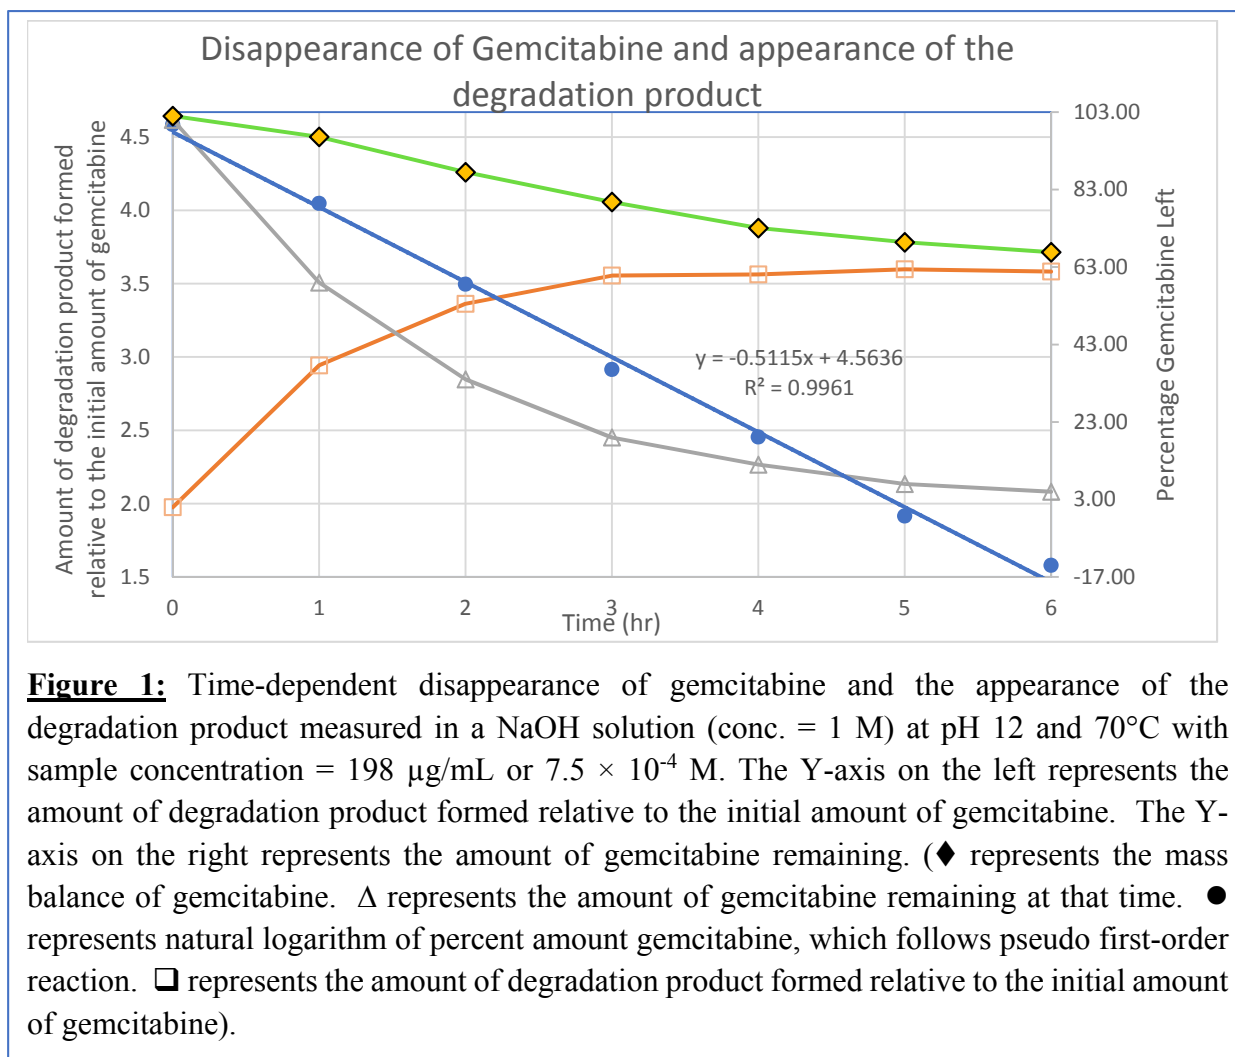 Disappearance of Gemcitabine and appearance of the
degradation product
Amount of degradation product formed
relative to the initial amount of gemcitabine
4.5
4.0
3.5
3.0
2.5
2.0
1.5
103.00
83.00
63.00
43.00
23.00
3.00
-17.00
Percentage Gemcitabine Left
y = -0.5115x + 4.5636
R² = 0.9961
0 1 2 3 4 5 6
Time (hr)
Figure 1: Time-dependent disappearance of gemcitabine and the appearance of the
degradation product measured in a NaOH solution (conc. = 1 M) at pH 12 and 70°C with
sample concentration = 198 µg/mL or 7.5 × 10⁻⁴ M. The Y-axis on the left represents the
amount of degradation product formed relative to the initial amount of gemcitabine. The Y-
axis on the right represents the amount of gemcitabine remaining. (♦ represents the mass
balance of gemcitabine. Δ represents the amount of gemcitabine remaining at that time. ●
represents natural logarithm of percent amount gemcitabine, which follows pseudo first-order
reaction. ❑ represents the amount of degradation product formed relative to the initial amount
of gemcitabine).